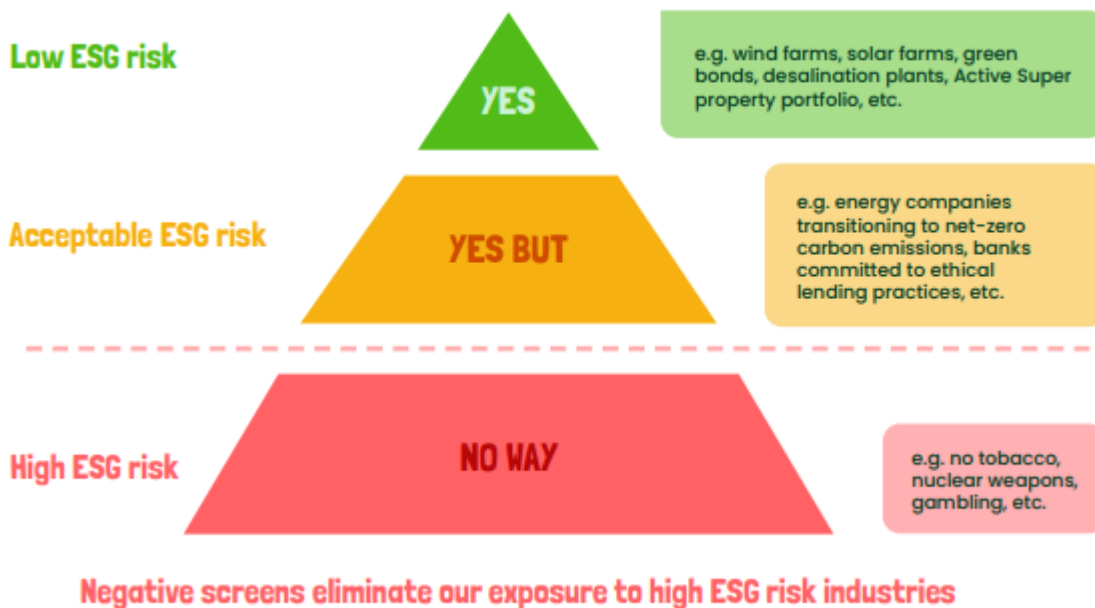 Low ESG risk
YES
e.g. wind farms, solar farms, green
bonds, desalination plants, Active Super
property portfolio, etc.
Acceptable ESG risk
YES BUT
e.g. energy companies
transitioning to net-zero
carbon emissions, banks
committed to ethical
lending practices, etc.
High ESG risk
NO WAY
e.g. no tobacco,
nuclear weapons,
gambling, etc.
Negative screens eliminate our exposure to high ESG risk industries